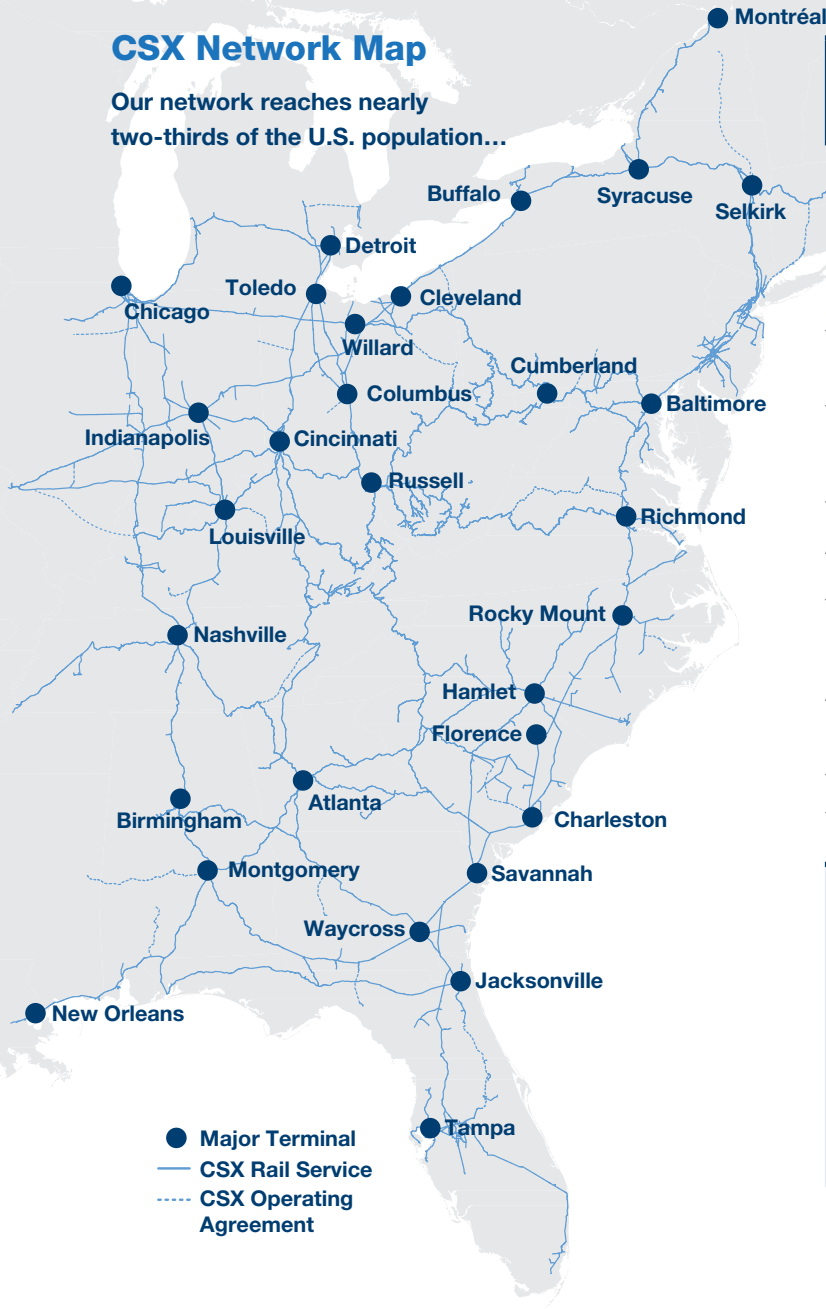 Montréal
CSX Network Map
Our network reaches nearly
two-thirds of the U.S. population...
Buffalo
Syracuse
Selkirk
Detroit
Toledo
Cleveland
Chicago
Willard
Cumberland
Columbus
Baltimore
Indianapolis
Cincinnati
Russell
Richmond
Louisville
Rocky Mount
Nashville
Hamlet
Florence
Atlanta
Birmingham
Charleston
Montgomery
Savannah
Waycross
Jacksonville
New Orleans
Tampa
Major Terminal
CSX Rail Service
CSX Operating
Agreement